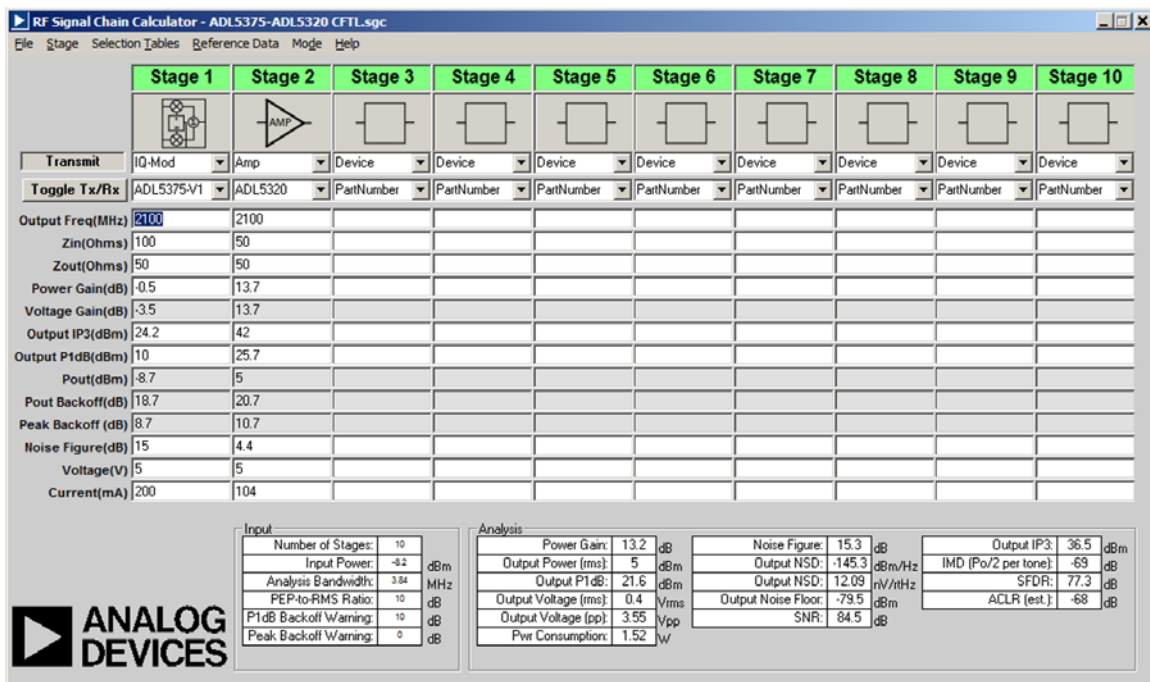 RF Signal Chain Calculator - ADL5375-ADL5320 CFTL.sgc
File Stage Selection Tables Reference Data Mode Help
Stage 1 Stage 2 Stage 3 Stage 4 Stage 5 Stage 6 Stage 7 Stage 8 Stage 9 Stage 10
AMP
Transmit IQ-Mod Amp Device Device Device Device Device Device Device Device
Toggle Tx/Rx ADL5375-V1 ADL5320 PartNumber PartNumber PartNumber PartNumber PartNumber PartNumber PartNumber PartNumber
Output Freq(MHz) 2100 2100
Zin(Ohms) 100 50
Zout(Ohms) 50 50
Power Gain(dB) -0.5 13.7
Voltage Gain(dB) -3.5 13.7
Output IP3(dBm) 24.2 42
Output P1dB(dBm) 10 25.7
Pout(dBm) -8.7 5
Pout Backoff(dB) 18.7 20.7
Peak Backoff (dB) 8.7 10.7
Noise Figure(dB) 15 4.4
Voltage(V) 5 5
Current(mA) 200 104
Input
Number of Stages: 10
Input Power: -8.2 dBm
Analysis Bandwidth: 3.84 MHz
PEP-to-RMS Ratio: 10 dB
P1dB Backoff Warning: 10 dB
Peak Backoff Warning: 0 dB
Analysis
Power Gain: 13.2 dB
Output Power (rms): 5 dBm
Output P1dB: 21.6 dBm
Output Voltage (rms): 0.4 Vrms
Output Voltage (pp): 3.55 Vpp
Pwr Consumption: 1.52 W
Noise Figure: 15.3 dB
Output NSD: -145.3 dBm/Hz
Output NSD: 12.09 nV/rtHz
Output Noise Floor: -79.5 dBm
SNR: 84.5 dB
Output IP3: 36.5 dBm
IMD (Po/2 per tone): -69 dB
SFDR: 77.3 dB
ACLR (est.): -68 dB
ANALOG
DEVICES